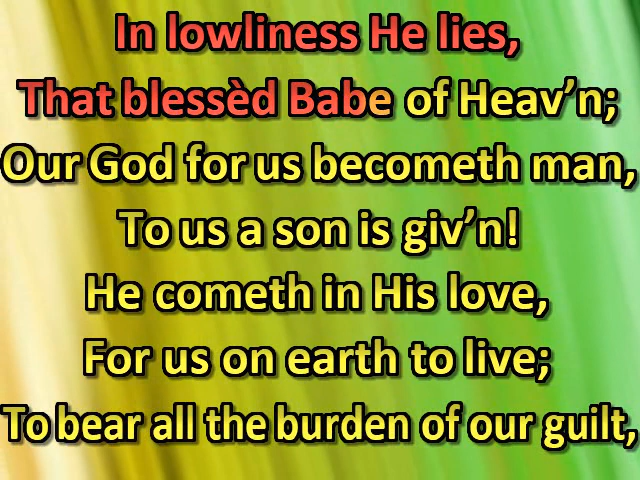 In lowliness He lies,
That blessèd Babe of Heav’n;
Our God for us becometh man,
To us a son is giv’n!
He cometh in His love,
For us on earth to live;
To bear all the burden of our guilt,